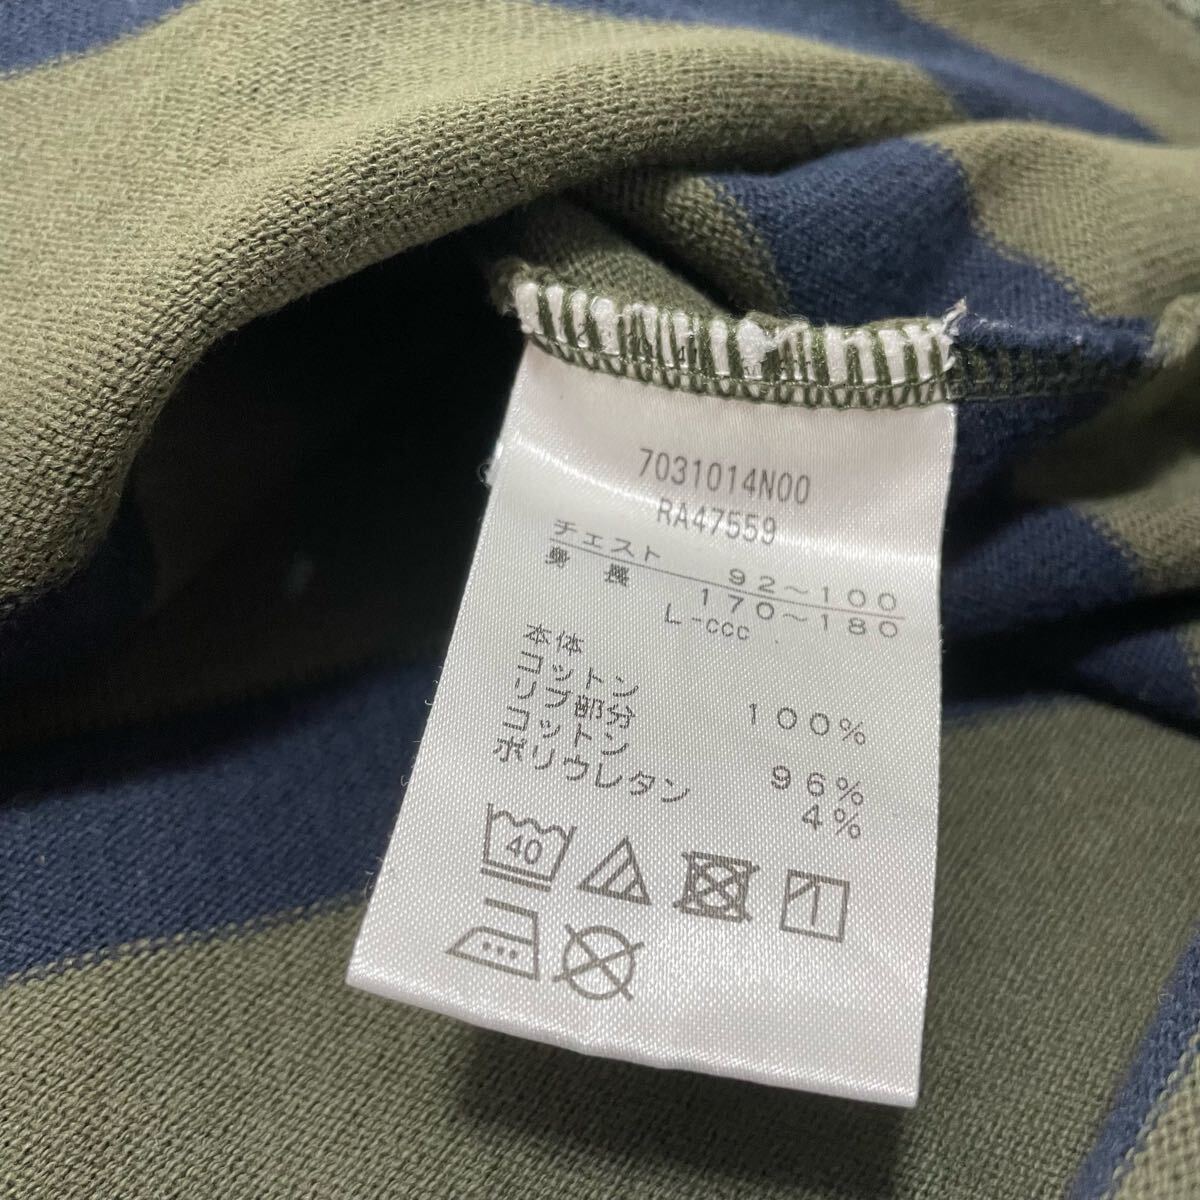 7031014N00
RA47559
チェスト 92~100
身長 170~180
L-ccc
本体
コットン 100%
リブ部分
コットン 96%
ポリウレタン 4%
40